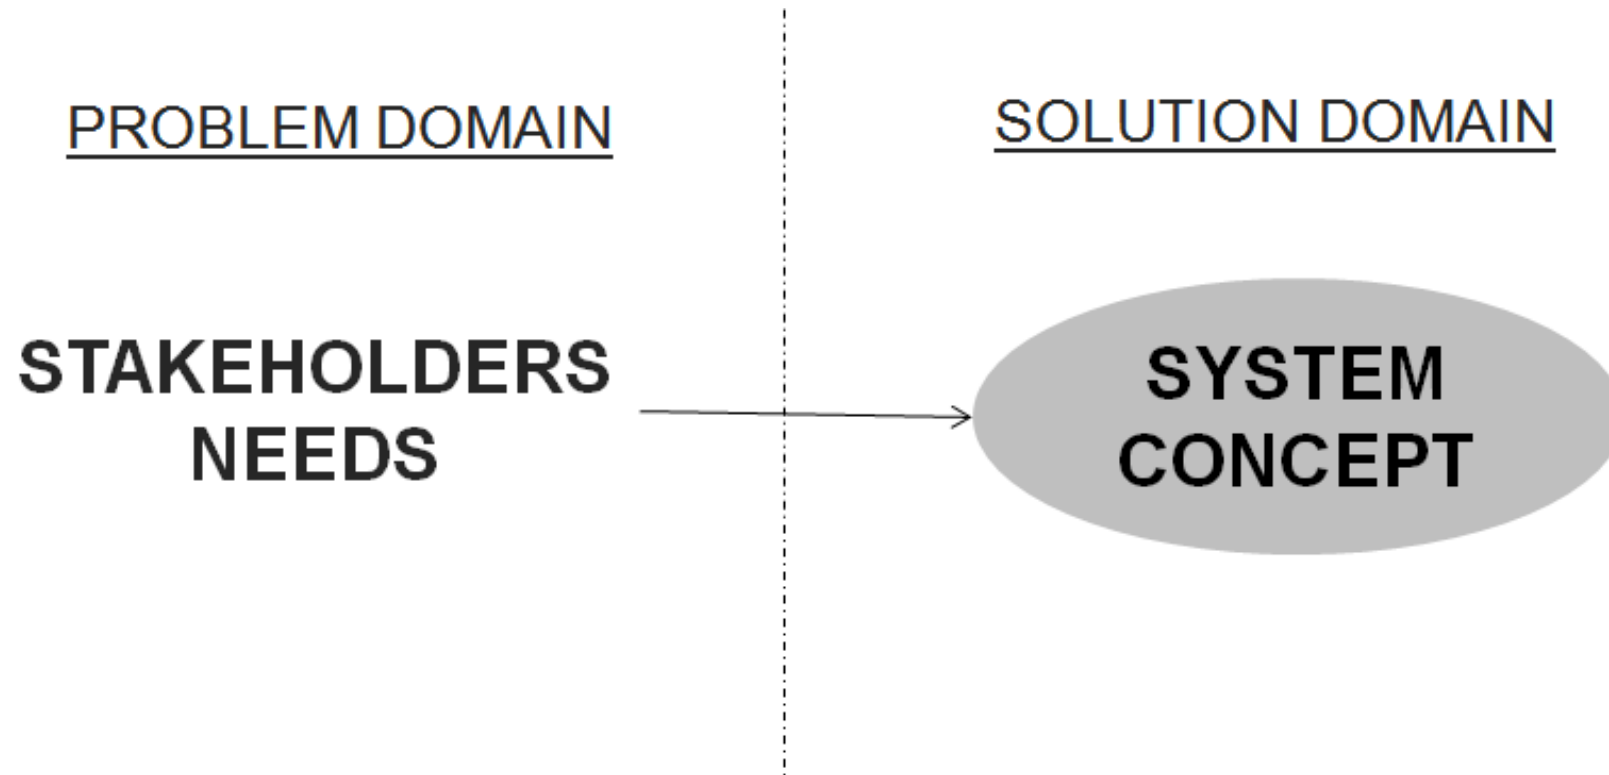 PROBLEM DOMAIN
SOLUTION DOMAIN
STAKEHOLDERS
NEEDS
SYSTEM
CONCEPT